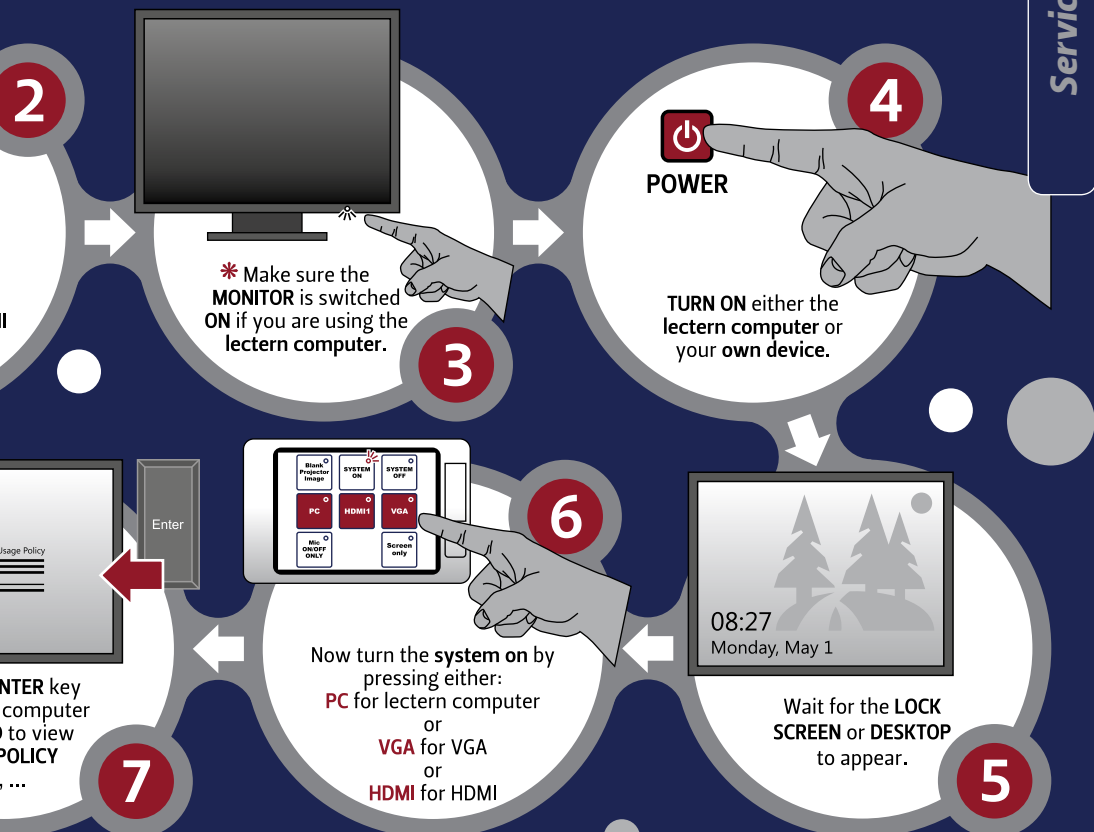 Servic
2
3
* Make sure the
MONITOR is switched
ON if you are using the
lectern computer.
4
POWER
TURN ON either the
lectern computer or
your own device.
5
08:27
Monday, May 1
Wait for the LOCK
SCREEN or DESKTOP
to appear.
6
Blank
Projector
Image
SYSTEM
ON
SYSTEM
OFF
PC
HDMI1
VGA
Mic
ON/OFF
ONLY
Screen
only
Now turn the system on by
pressing either:
PC for lectern computer
or
VGA for VGA
or
HDMI for HDMI
7
Enter
Usage Policy
NTER key
computer
to view
POLICY
, ...